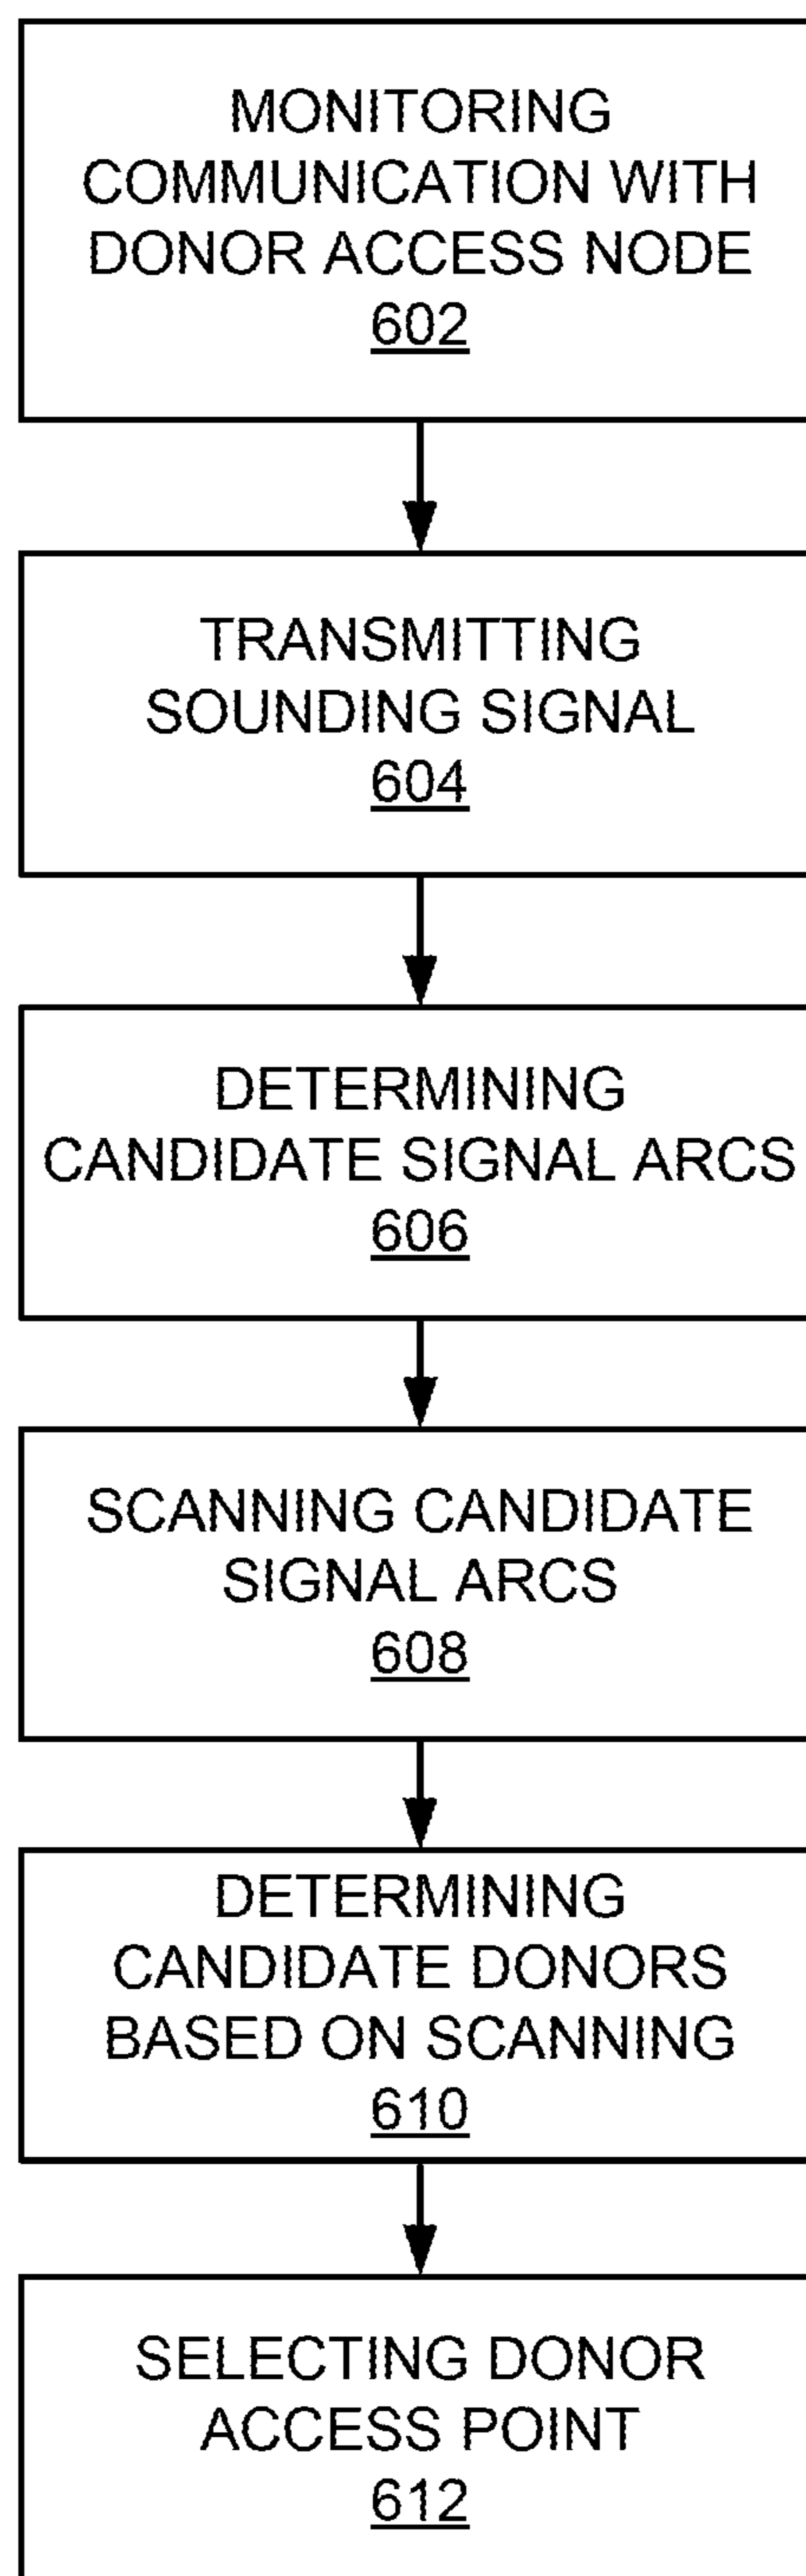 MONITORING
COMMUNICATION WITH
DONOR ACCESS NODE
602
TRANSMITTING
SOUNDING SIGNAL
604
DETERMINING
CANDIDATE SIGNAL ARCS
606
SCANNING CANDIDATE
SIGNAL ARCS
608
DETERMINING
CANDIDATE DONORS
BASED ON SCANNING
610
SELECTING DONOR
ACCESS POINT
612